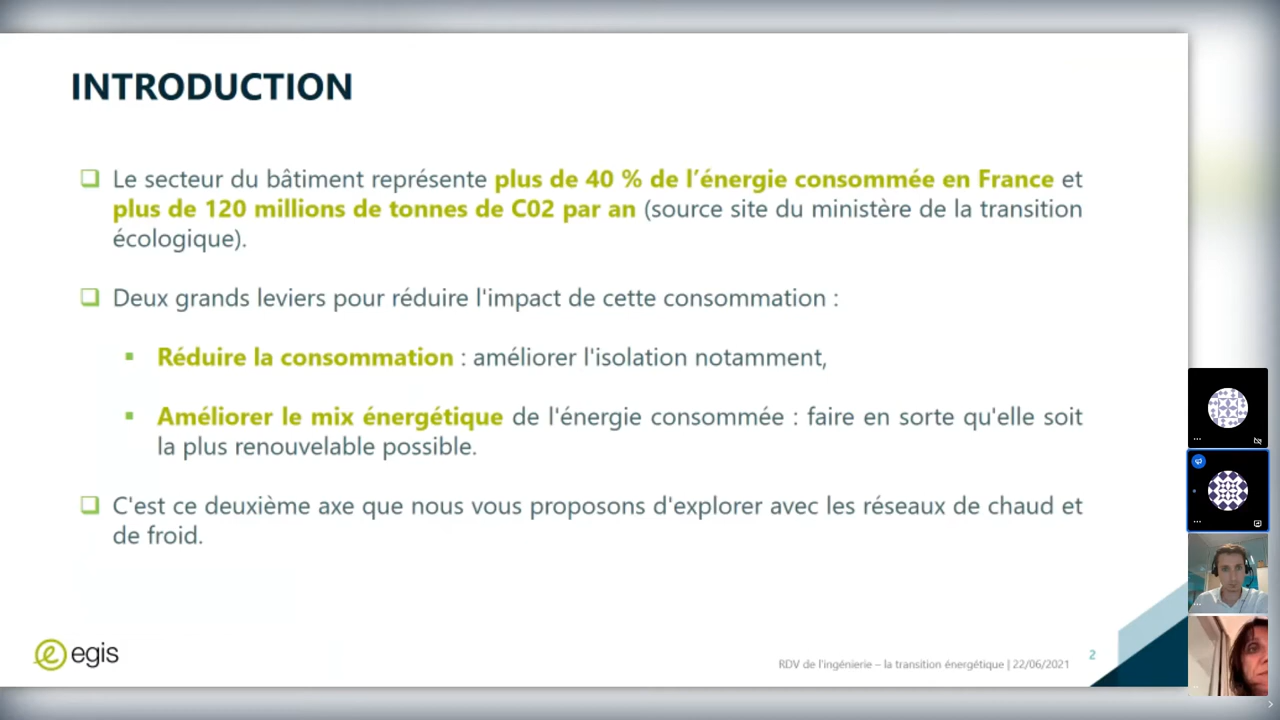 INTRODUCTION
Le secteur du bâtiment représente plus de 40 % de l’énergie consommée en France et
plus de 120 millions de tonnes de C02 par an (source site du ministère de la transition
écologique).
Deux grands leviers pour réduire l'impact de cette consommation :
Réduire la consommation : améliorer l'isolation notamment,
Améliorer le mix énergétique de l'énergie consommée : faire en sorte qu'elle soit
la plus renouvelable possible.
C'est ce deuxième axe que nous vous proposons d'explorer avec les réseaux de chaud et
de froid.
egis
RDV de l'ingénierie – la transition énergétique | 22/06/2021
2